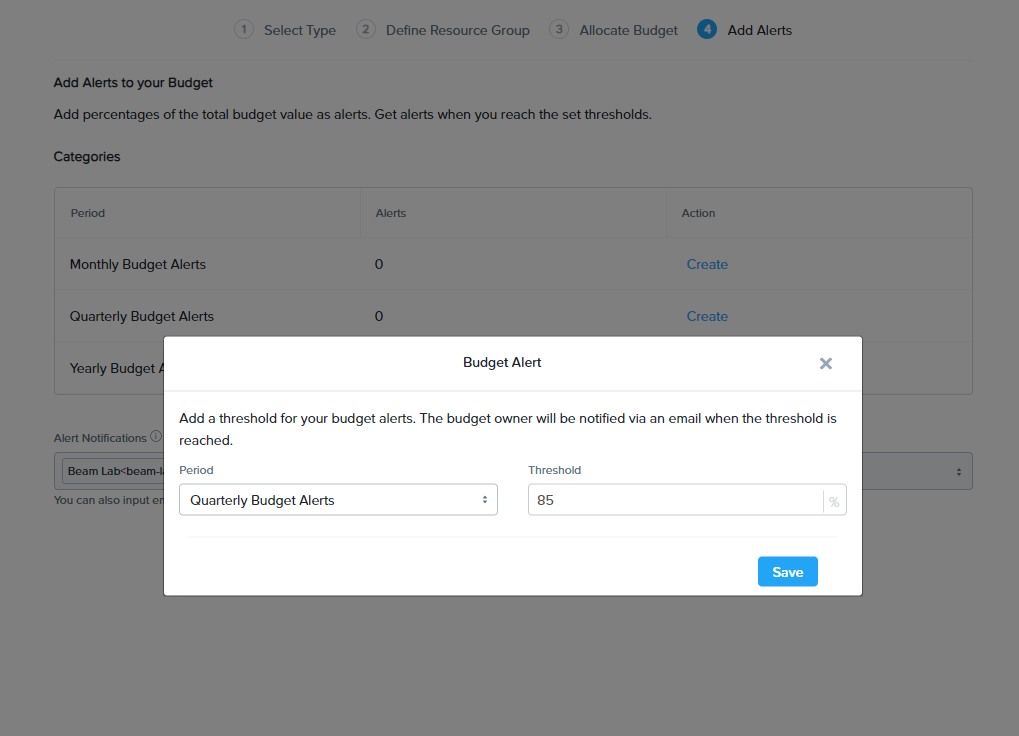 1 Select Type 2 Define Resource Group 3 Allocate Budget 4 Add Alerts
Add Alerts to your Budget
Add percentages of the total budget value as alerts. Get alerts when you reach the set thresholds.
Categories
Period Alerts Action
Monthly Budget Alerts 0 Create
Quarterly Budget Alerts 0 Create
Yearly Budget
Alert Notifications
Beam Lab<beam-
You can also input
Budget Alert
Add a threshold for your budget alerts. The budget owner will be notified via an email when the threshold is
reached.
Period Threshold
Quarterly Budget Alerts 85 %
Save